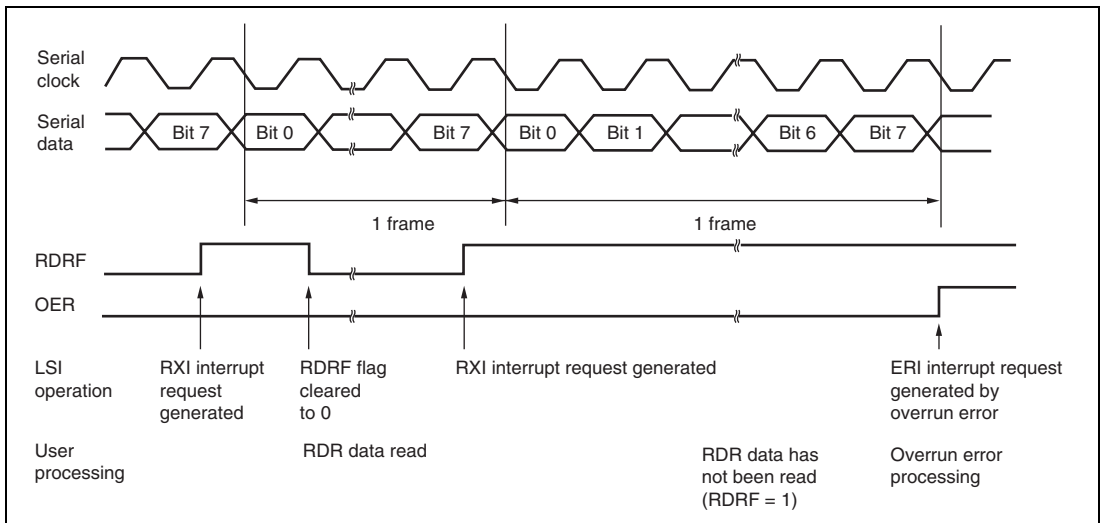 Serial
clock
Serial
data
Bit 7
Bit 0
Bit 7
Bit 0
Bit 1
Bit 6
Bit 7
1 frame
1 frame
RDRF
OER
LSI
operation
RXI interrupt
request
generated
RDRF flag
cleared
to 0
RXI interrupt request generated
ERI interrupt request
generated by
overrun error
User
processing
RDR data read
RDR data has
not been read
(RDRF = 1)
Overrun error
processing